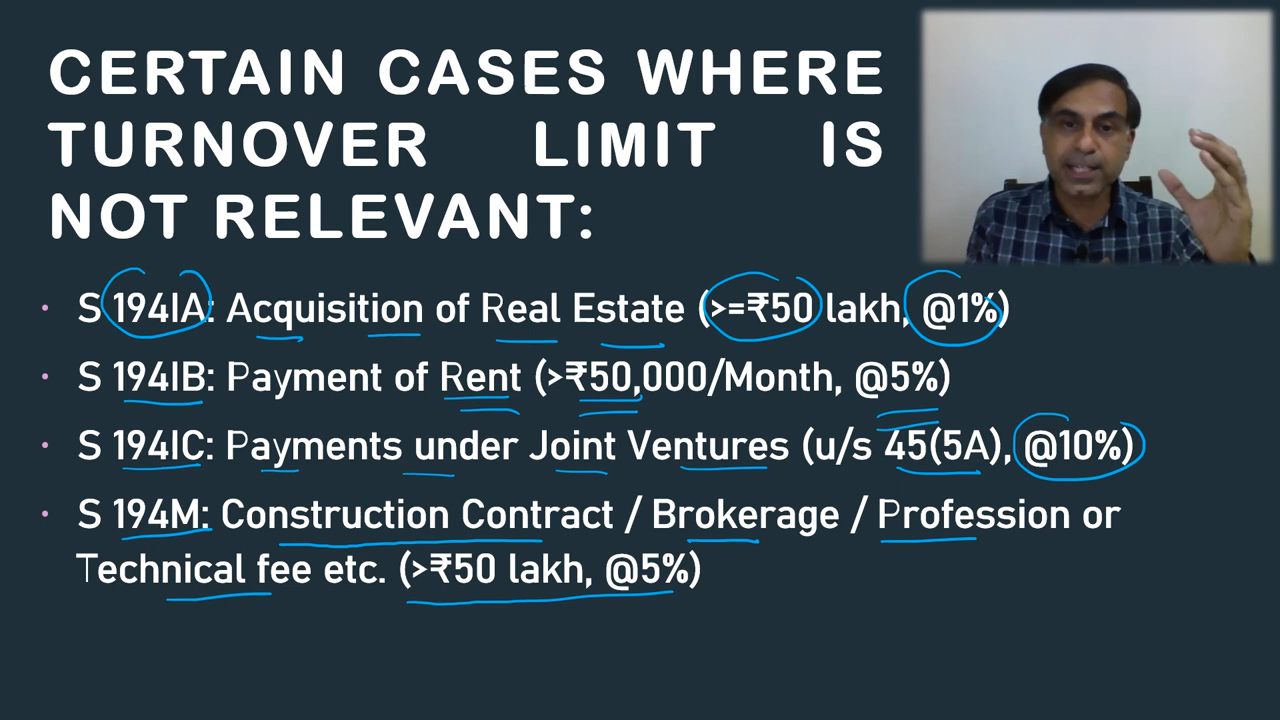 CERTAIN CASES WHERE
TURNOVER LIMIT IS
NOT RELEVANT:
• S 194IA: Acquisition of Real Estate (>=₹50 lakh, @1%)
• S 194IB: Payment of Rent (>₹50,000/Month, @5%)
• S 194IC: Payments under Joint Ventures (u/s 45(5A), @10%)
• S 194M: Construction Contract / Brokerage / Profession or
Technical fee etc. (>₹50 lakh, @5%)